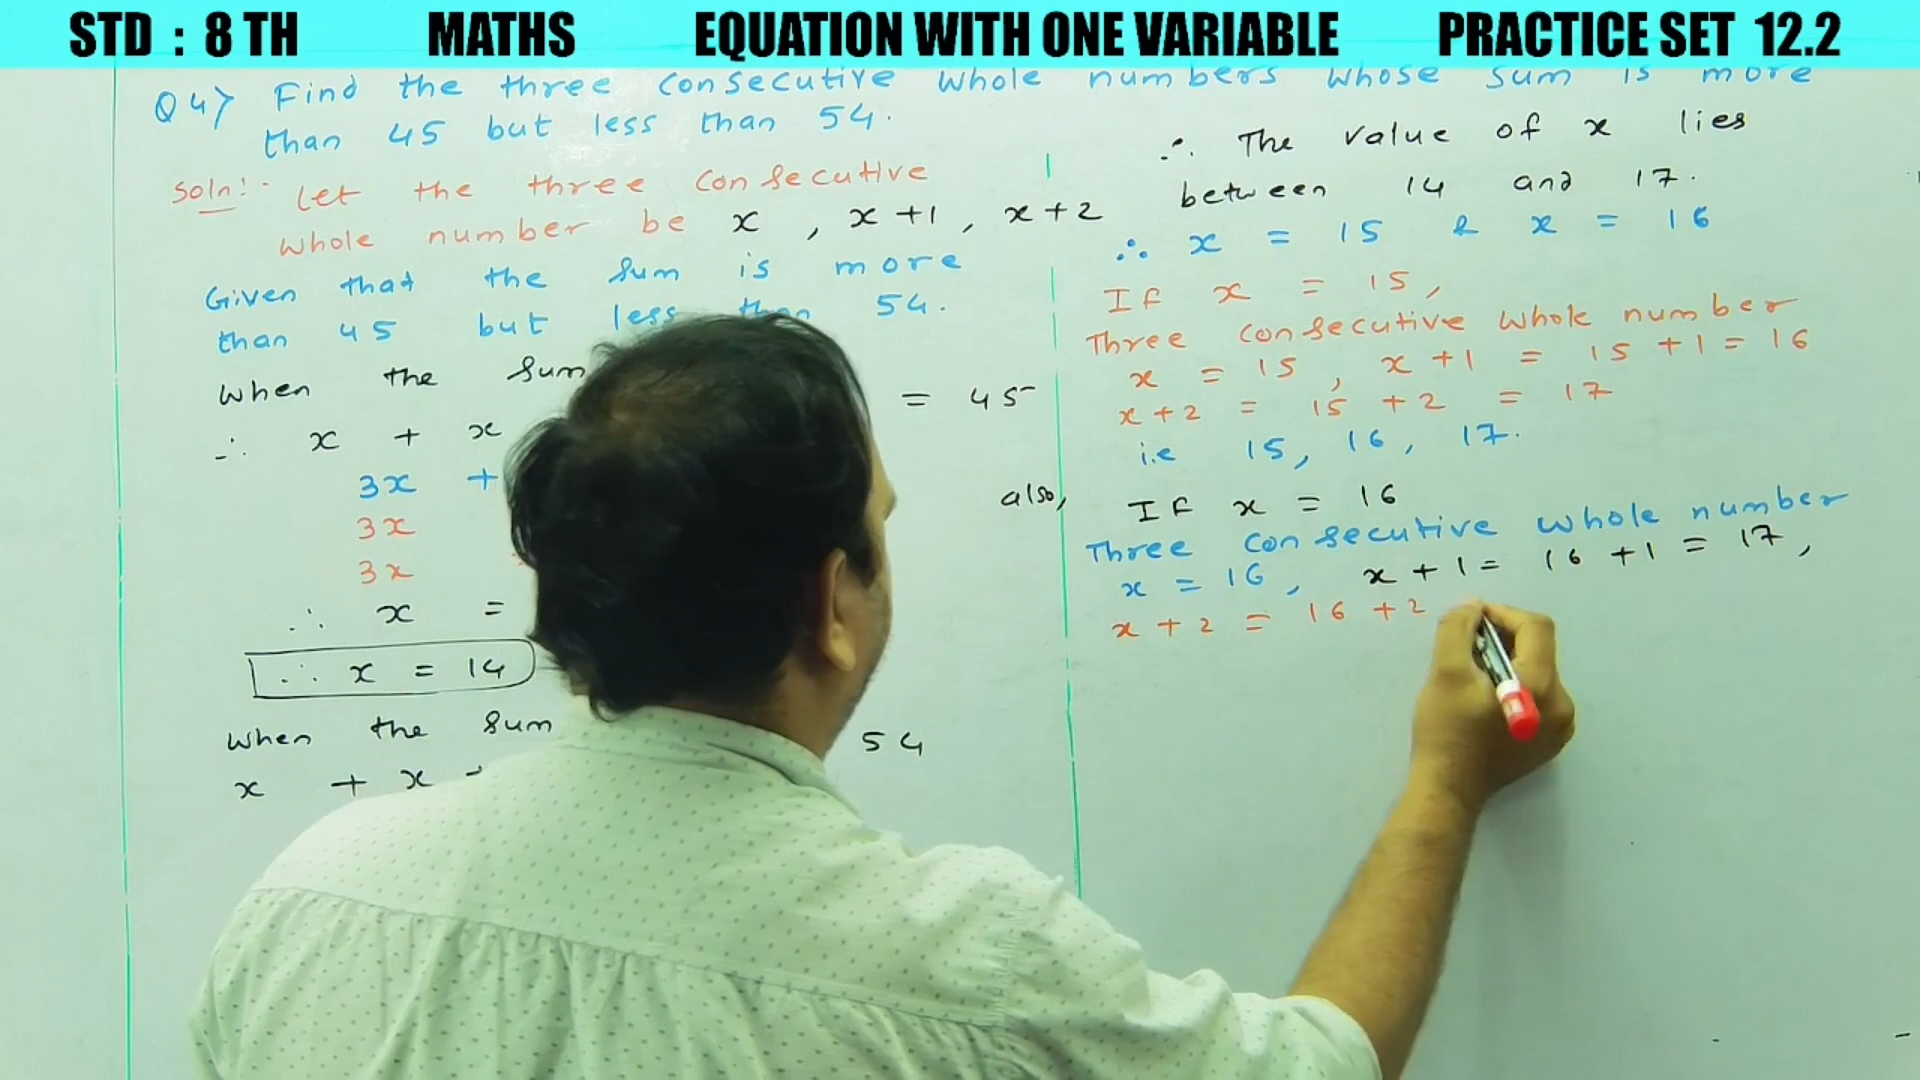 STD : 8 TH MATHS EQUATION WITH ONE VARIABLE PRACTICE SET 12.2
Q4) Find the three consecutive whole numbers whose sum is more
than 45 but less than 54.
Soln:- Let the three consecutive
whole number be x , x+1 , x+2
Given that the sum is more
than 45 but less than 54.
When the sum = 45
∴ x + x
3x +
3x
3x
∴ x =
∴ x = 14
When the sum 54
x + x +
∴ The value of x lies
between 14 and 17.
∴ x = 15 & x = 16
If x = 15,
Three consecutive whole number
x = 15 , x+1 = 15+1 = 16
x+2 = 15 +2 = 17
i.e 15, 16, 17.
also, If x = 16
Three consecutive whole number
x = 16, x+1 = 16 +1 = 17,
x+2 = 16 +2